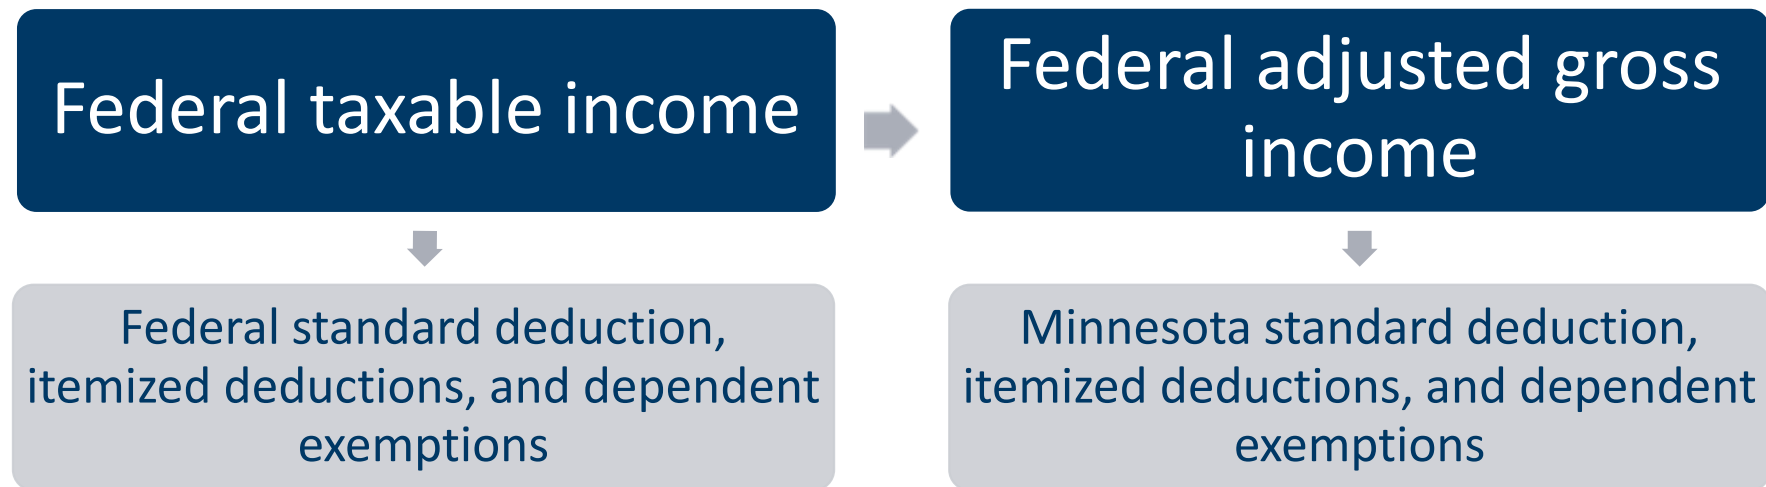 Federal taxable income
Federal standard deduction,
itemized deductions, and dependent
exemptions
Federal adjusted gross
income
Minnesota standard deduction,
itemized deductions, and dependent
exemptions